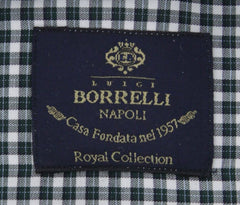 LUIGI
BORRELLI
NAPOLI
Casa Fondata nel 1957
Royal Collection